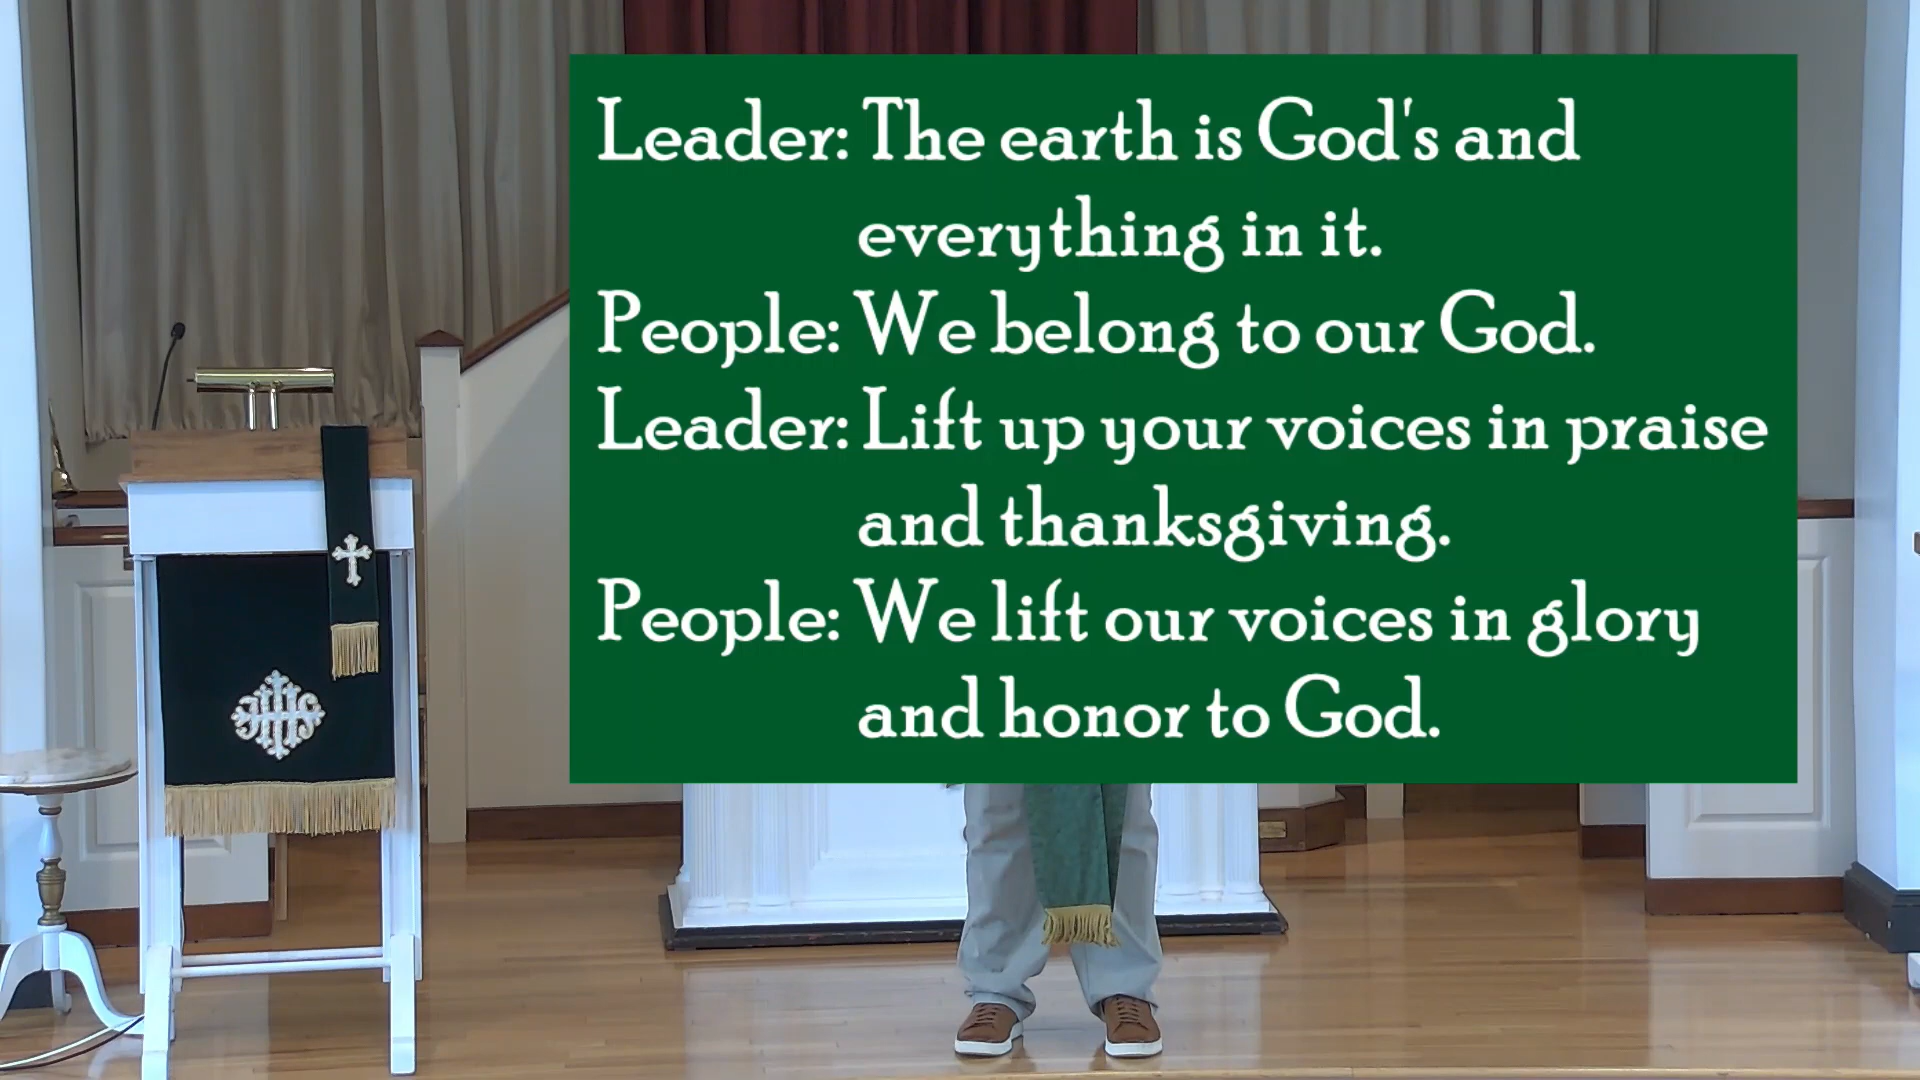 Leader: The earth is God's and
everything in it.
People: We belong to our God.
Leader: Lift up your voices in praise
and thanksgiving.
People: We lift our voices in glory
and honor to God.
IHS